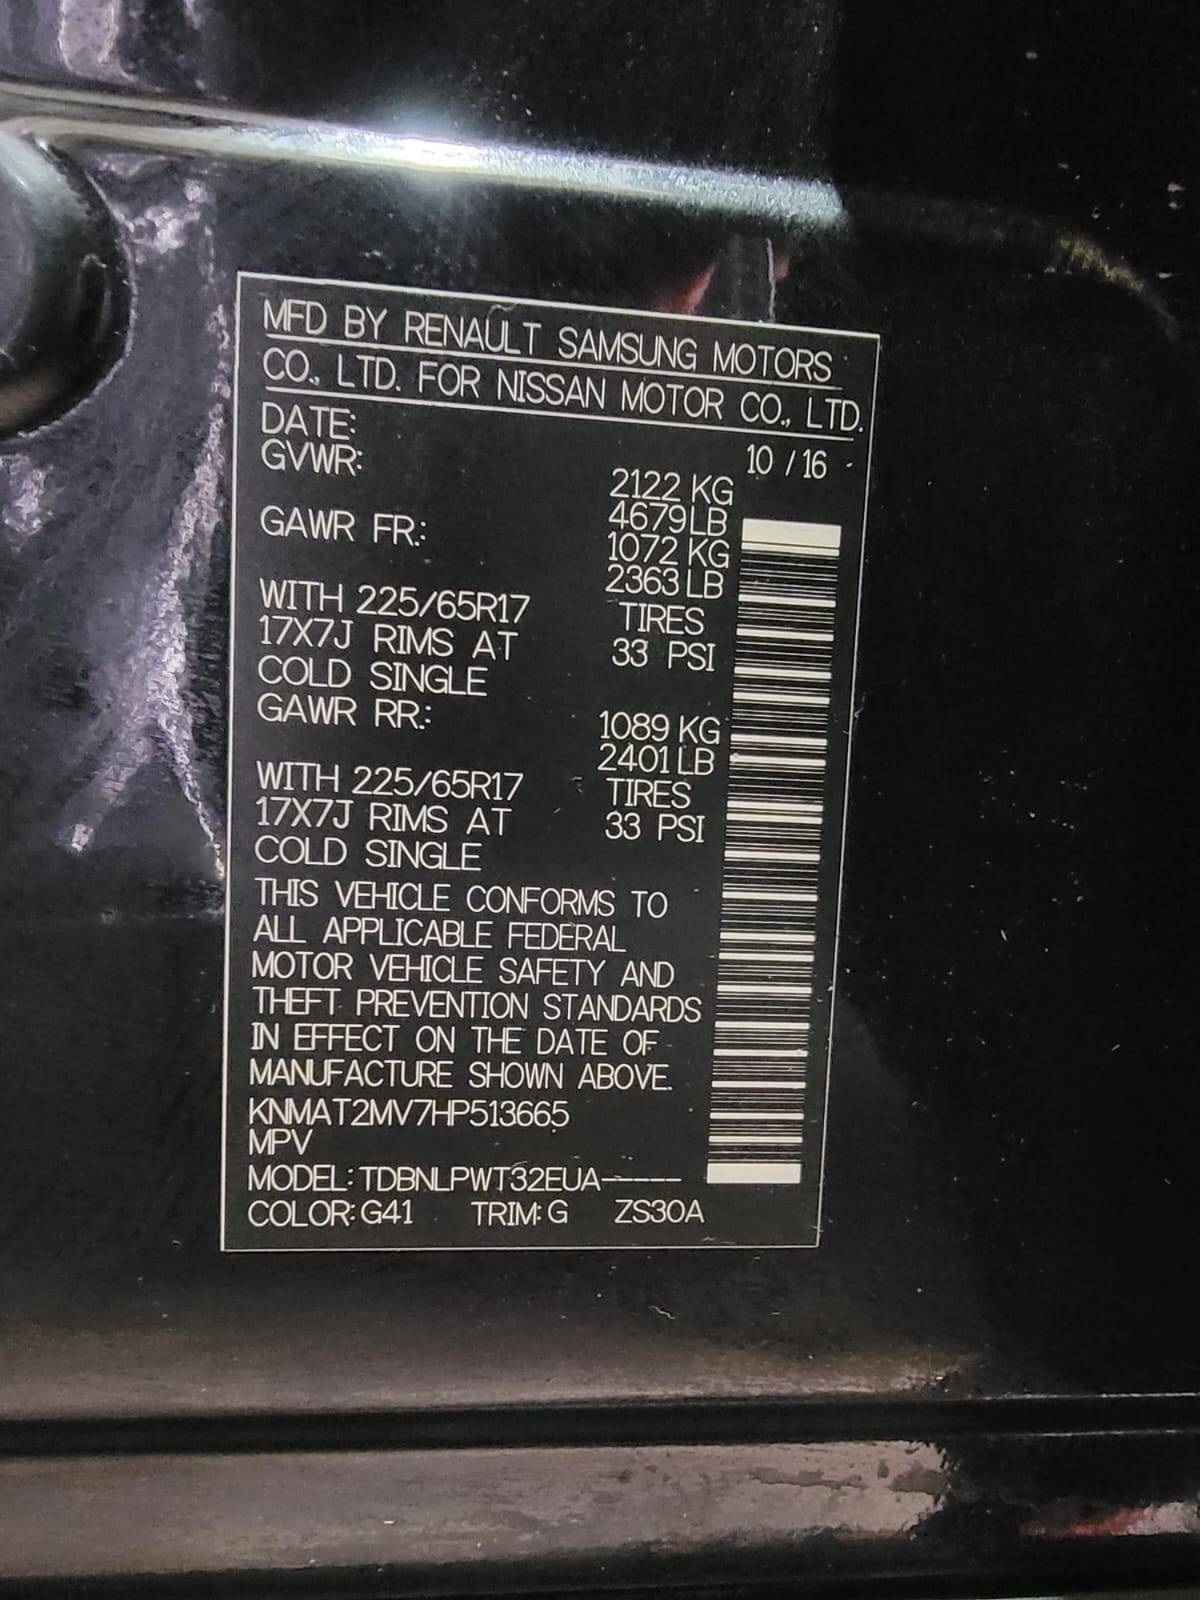 MFD BY RENAULT SAMSUNG MOTORS
CO., LTD. FOR NISSAN MOTOR CO., LTD.
DATE: 10 / 16
GVWR: 2122 KG
4679 LB
GAWR FR.: 1072 KG
2363 LB
WITH 225/65R17 TIRES
17X7J RIMS AT 33 PSI
COLD SINGLE
GAWR RR.: 1089 KG
2401 LB
WITH 225/65R17 TIRES
17X7J RIMS AT 33 PSI
COLD SINGLE
THIS VEHICLE CONFORMS TO
ALL APPLICABLE FEDERAL
MOTOR VEHICLE SAFETY AND
THEFT PREVENTION STANDARDS
IN EFFECT ON THE DATE OF
MANUFACTURE SHOWN ABOVE.
KNMAT2MV7HP513665
MPV
MODEL: TDBNLPWT32EUA-----
COLOR: G41 TRIM: G ZS30A